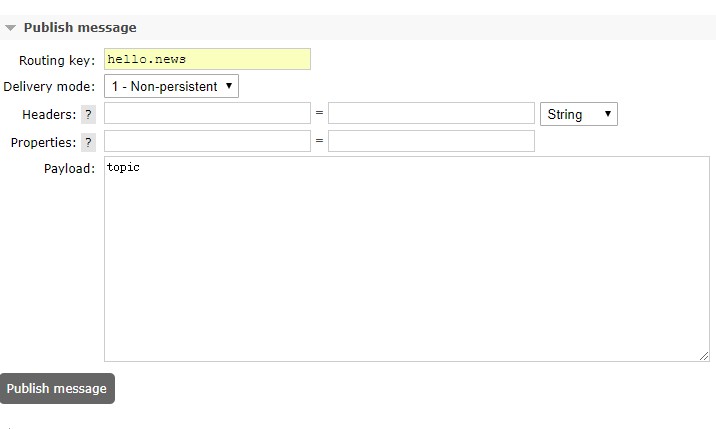 Publish message
Routing key: hello.news
Delivery mode: 1 - Non-persistent
Headers: ? = String
Properties: ? =
Payload: topic
Publish message